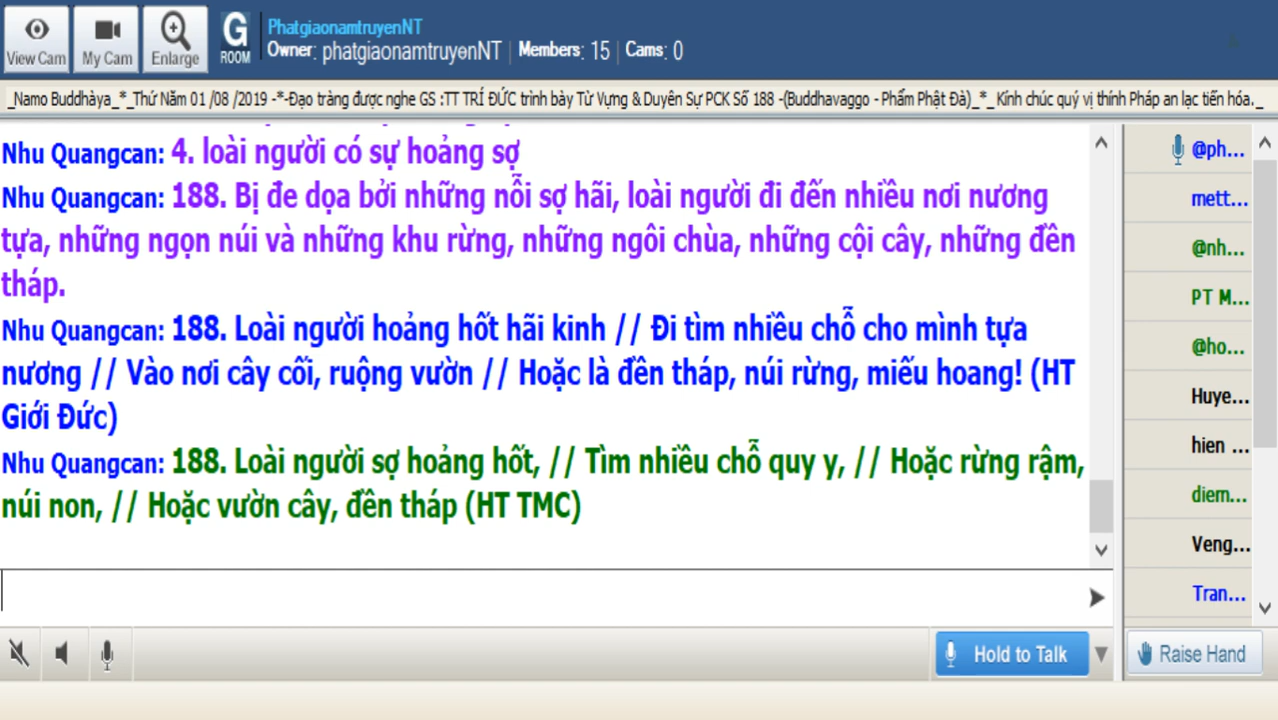 View Cam
My Cam
Enlarge
G
ROOM
PhatgiaonamtruyenNT
Owner: phatgiaonamtruyenNT | Members: 15 | Cams: 0
_Namo Buddhàya_*_Thứ Năm 01 /08 /2019 -*-Đạo tràng được nghe GS :TT TRÍ ĐỨC trình bày Từ Vựng & Duyên Sự PCK Số 188 -(Buddhavaggo - Phẩm Phật Đà)_*_ Kính chúc quý vị thính Pháp an lạc tiến hóa._
Nhu Quangcan: 4. loài người có sự hoảng sợ
Nhu Quangcan: 188. Bị đe dọa bởi những nỗi sợ hãi, loài người đi đến nhiều nơi nương
tựa, những ngọn núi và những khu rừng, những ngôi chùa, những cội cây, những đền
tháp.
Nhu Quangcan: 188. Loài người hoảng hốt hãi kinh // Đi tìm nhiều chỗ cho mình tựa
nương // Vào nơi cây cối, ruộng vườn // Hoặc là đền tháp, núi rừng, miếu hoang! (HT
Giới Đức)
Nhu Quangcan: 188. Loài người sợ hoảng hốt, // Tìm nhiều chỗ quy y, // Hoặc rừng rậm,
núi non, // Hoặc vườn cây, đền tháp (HT TMC)
@ph...
mett...
@nh...
PT M...
@ho...
Huye...
hien ...
diem...
Veng...
Tran...
Hold to Talk
Raise Hand